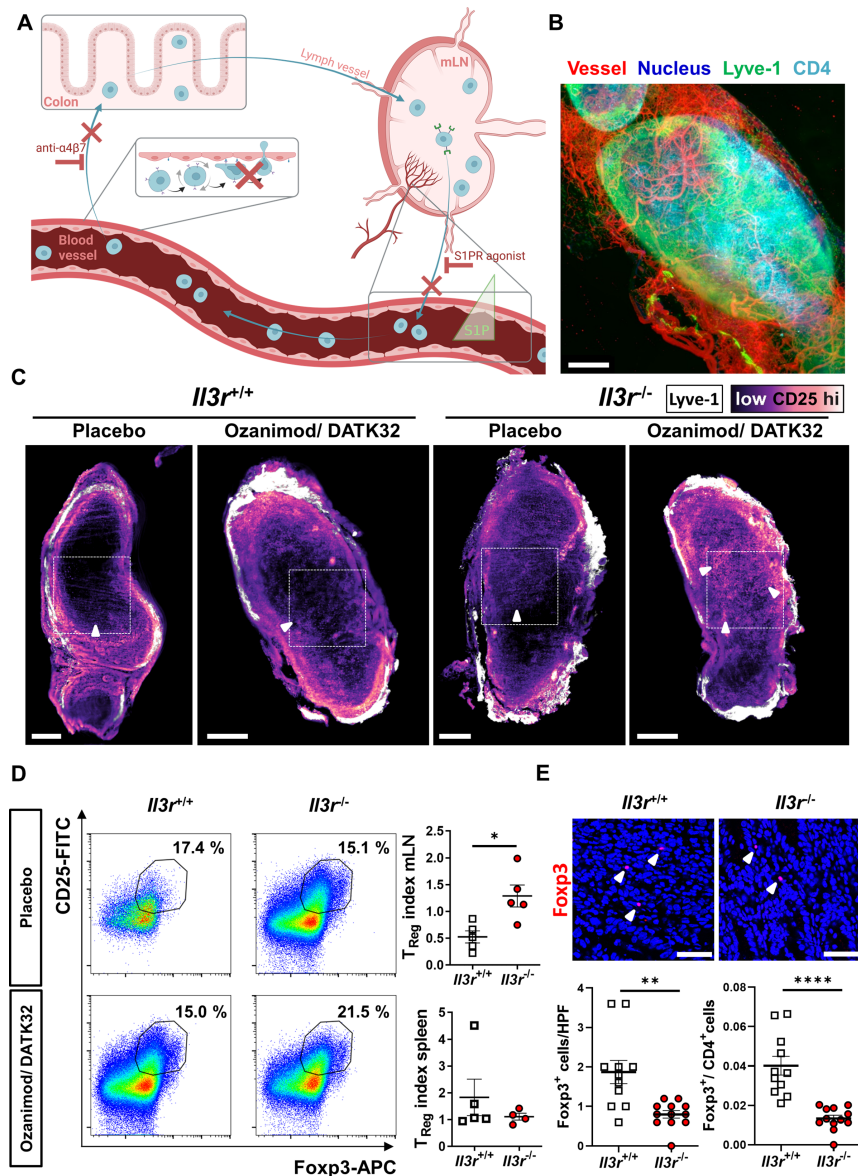 A
Colon
Lymph vessel
mLN
anti-α4β7
Blood
vessel
S1PR agonist
S1P
B
Vessel Nucleus Lyve-1 CD4
C
Il3r+/+
Il3r-/-
Lyve-1
low CD25 hi
Placebo
Ozanimod/ DATK32
Placebo
Ozanimod/ DATK32
D
Il3r+/+
Il3r-/-
Placebo
Ozanimod/ DATK32
CD25-FITC
17.4 %
15.1 %
15.0 %
21.5 %
Foxp3-APC
TReg index mLN
2.5
2.0
1.5
1.0
0.5
0.0
*
Il3r+/+
Il3r-/-
TReg index spleen
5
4
3
2
1
0
Il3r+/+
Il3r-/-
E
Il3r+/+
Il3r-/-
Foxp3
Foxp3+ cells/HPF
4
3
2
1
0
**
Il3r+/+
Il3r-/-
Foxp3+/ CD4+cells
0.08
0.06
0.04
0.02
0.00
****
Il3r+/+
Il3r-/-